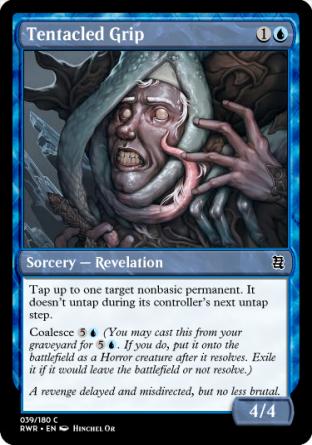 Tentacled Grip 1
Sorcery — Revelation
Tap up to one target nonbasic permanent. It
doesn't untap during its controller's next untap
step.
Coalesce 5 (You may cast this from your
graveyard for 5 . If you do, put it onto the
battlefield as a Horror creature after it resolves. Exile
it if it would leave the battlefield or not resolve.)
A revenge delayed and misdirected, but no less brutal.
4/4
039/180 C
RWR • EN Hinchel Or